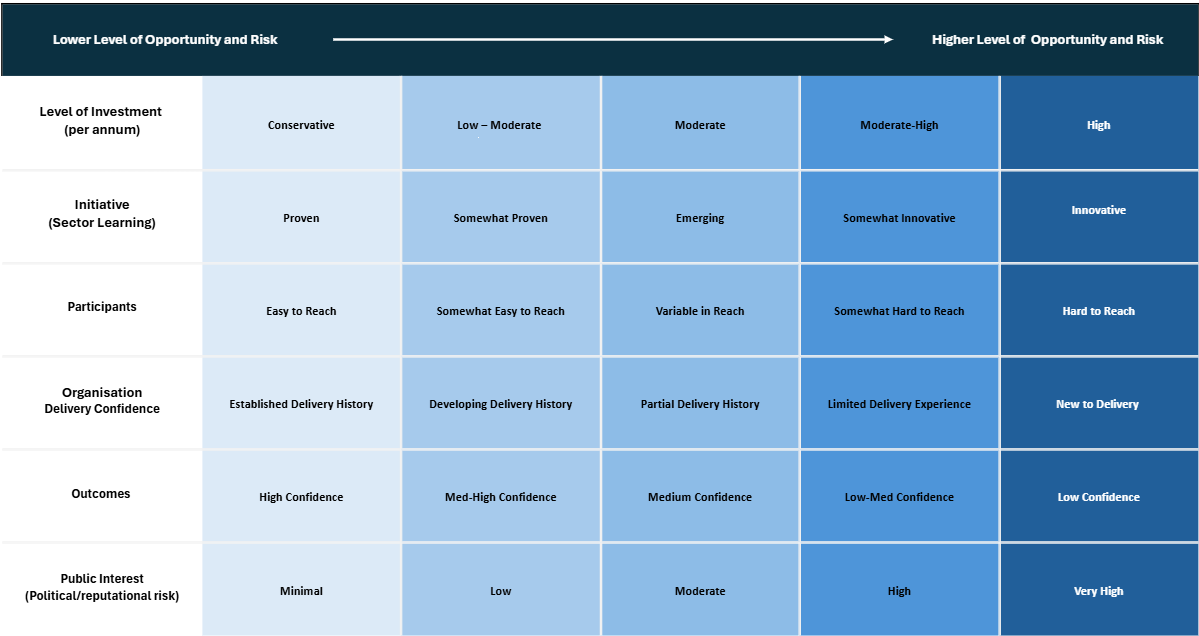 Lower Level of Opportunity and Risk
Higher Level of Opportunity and Risk
Level of Investment
(per annum)
Conservative
Low – Moderate
Moderate
Moderate-High
High
Initiative
(Sector Learning)
Proven
Somewhat Proven
Emerging
Somewhat Innovative
Innovative
Participants
Easy to Reach
Somewhat Easy to Reach
Variable in Reach
Somewhat Hard to Reach
Hard to Reach
Organisation
Delivery Confidence
Established Delivery History
Developing Delivery History
Partial Delivery History
Limited Delivery Experience
New to Delivery
Outcomes
High Confidence
Med-High Confidence
Medium Confidence
Low-Med Confidence
Low Confidence
Public Interest
(Political/reputational risk)
Minimal
Low
Moderate
High
Very High